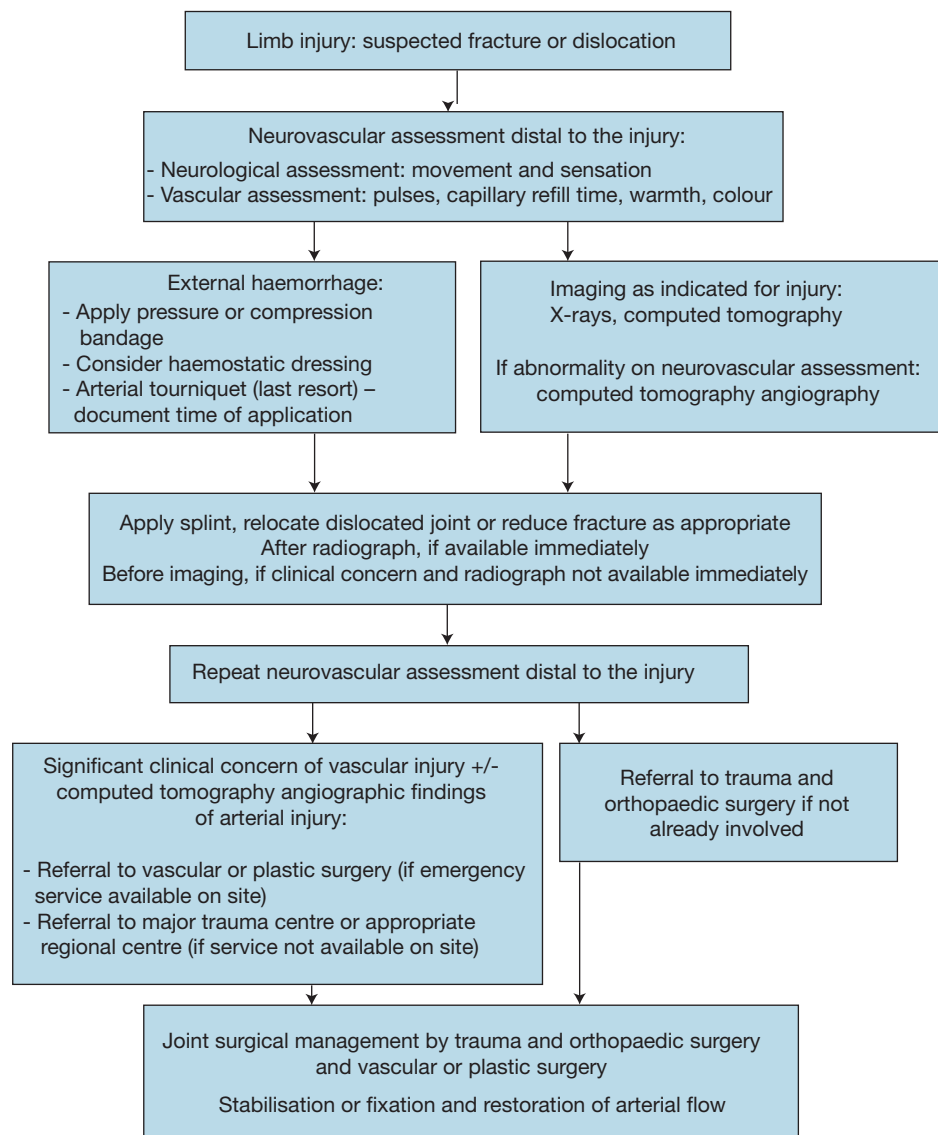 Limb injury: suspected fracture or dislocation
Neurovascular assessment distal to the injury:
- Neurological assessment: movement and sensation
- Vascular assessment: pulses, capillary refill time, warmth, colour
External haemorrhage:
- Apply pressure or compression
bandage
- Consider haemostatic dressing
- Arterial tourniquet (last resort) –
document time of application
Imaging as indicated for injury:
X-rays, computed tomography
If abnormality on neurovascular assessment:
computed tomography angiography
Apply splint, relocate dislocated joint or reduce fracture as appropriate
After radiograph, if available immediately
Before imaging, if clinical concern and radiograph not available immediately
Repeat neurovascular assessment distal to the injury
Significant clinical concern of vascular injury +/-
computed tomography angiographic findings
of arterial injury:
- Referral to vascular or plastic surgery (if emergency
service available on site)
- Referral to major trauma centre or appropriate
regional centre (if service not available on site)
Referral to trauma and
orthopaedic surgery if not
already involved
Joint surgical management by trauma and orthopaedic surgery
and vascular or plastic surgery
Stabilisation or fixation and restoration of arterial flow